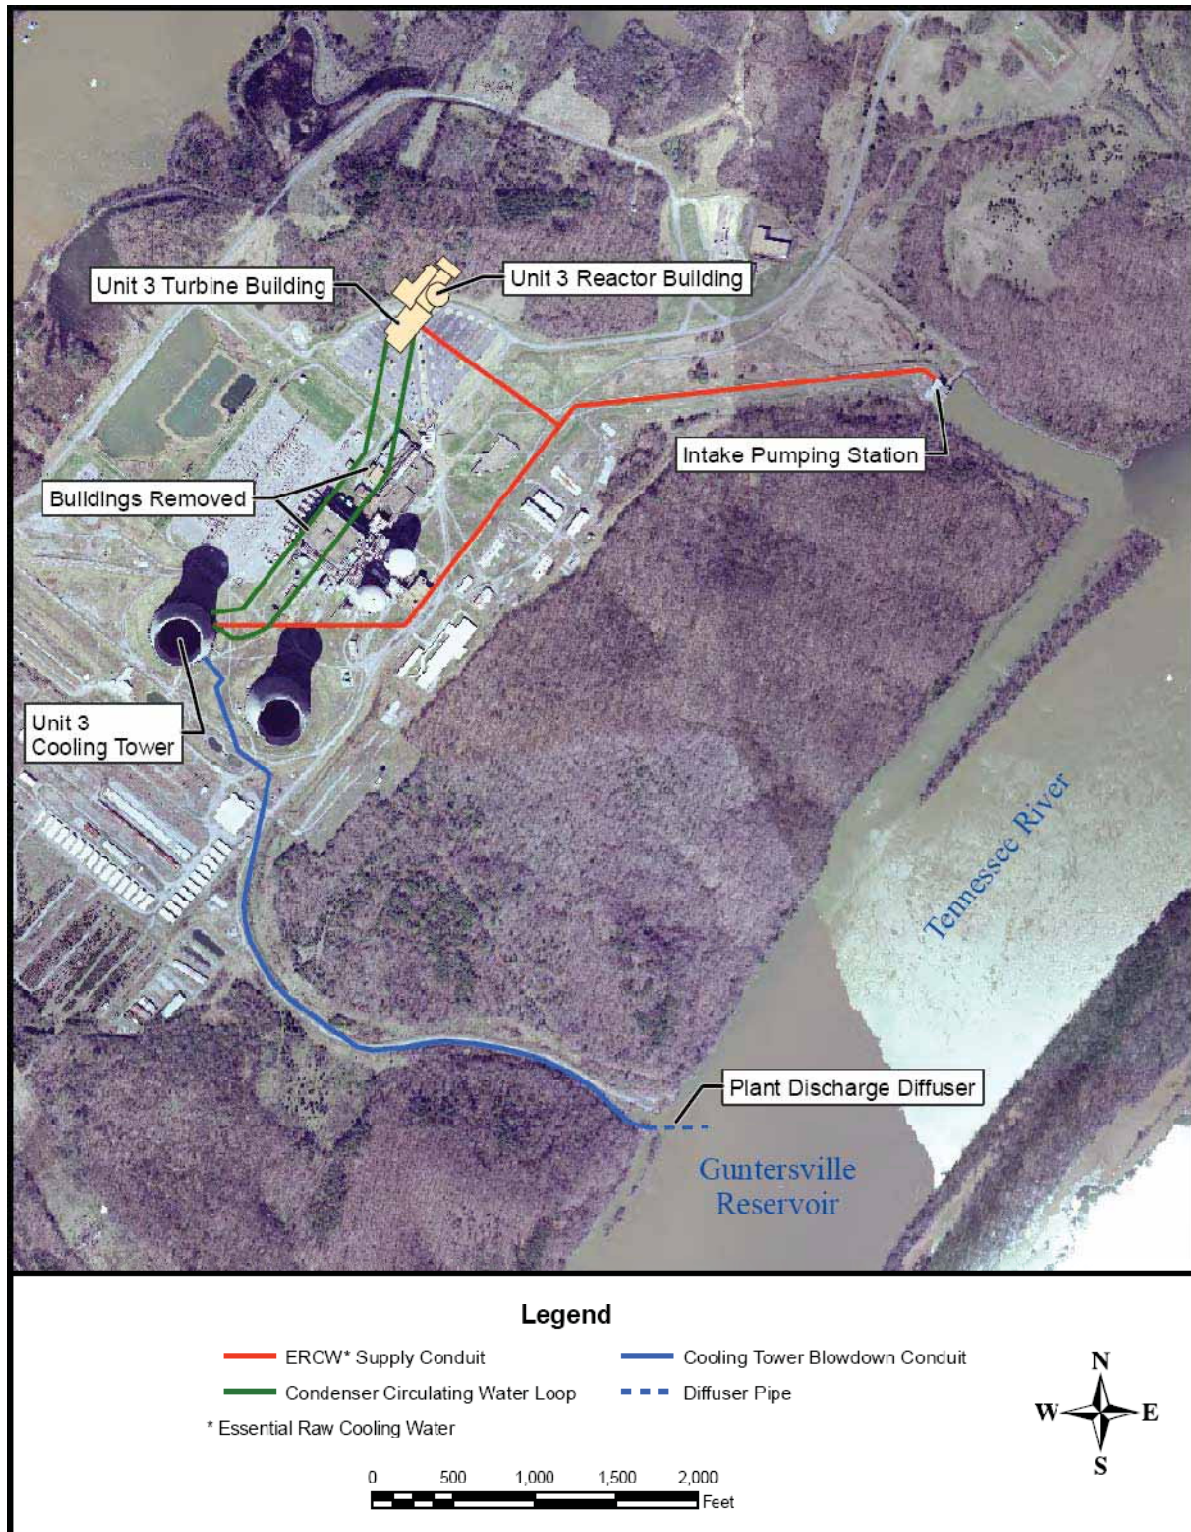 Unit 3 Turbine Building
Unit 3 Reactor Building
Intake Pumping Station
Buildings Removed
Unit 3
Cooling Tower
Tennessee River
Plant Discharge Diffuser
Guntersville
Reservoir
Legend
ERCW* Supply Conduit
Cooling Tower Blowdown Conduit
Condenser Circulating Water Loop
Diffuser Pipe
* Essential Raw Cooling Water
N
W
E
S
0
500
1,000
1,500
2,000
Feet